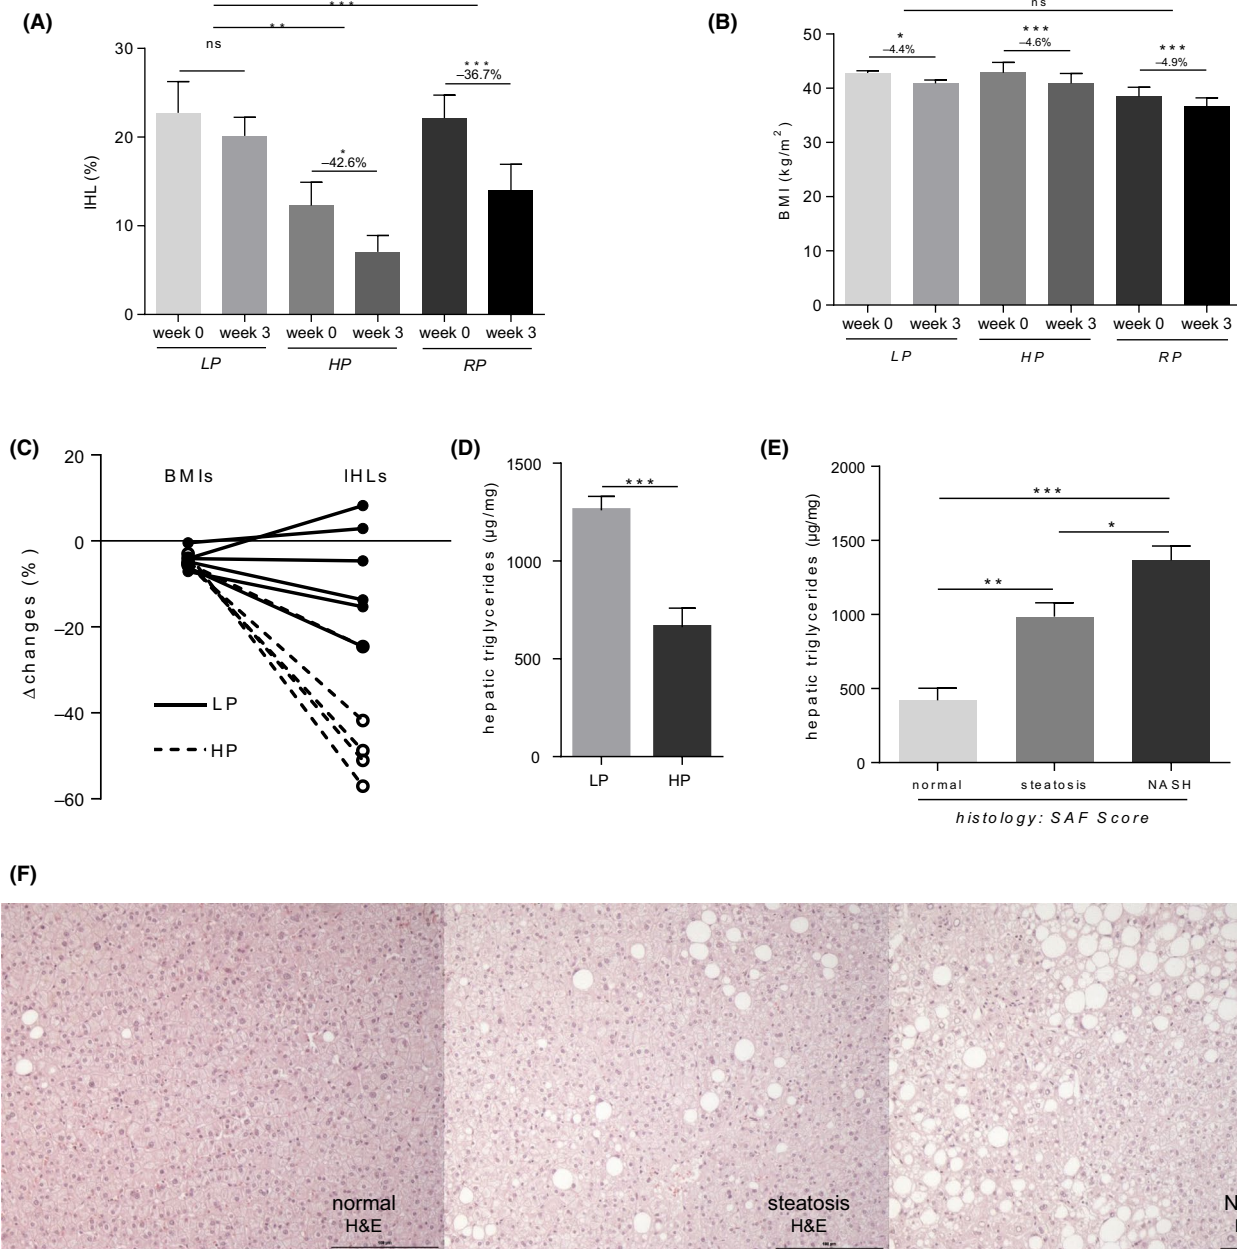 (A)
***
**
ns
***
–36.7%
*
–42.6%
IHL (%)
30
20
10
0
week 0 week 3 week 0 week 3 week 0 week 3
LP HP RP
(B)
ns
*
–4.4%
***
–4.6%
***
–4.9%
BMI (kg/m²)
50
40
30
20
10
0
week 0 week 3 week 0 week 3 week 0 week 3
LP HP RP
(C)
BMIs IHLs
Δchanges (%)
20
0
–20
–40
–60
LP
HP
(D)
***
hepatic triglycerides (µg/mg)
1500
1000
500
0
LP HP
(E)
***
*
**
hepatic triglycerides (µg/mg)
2000
1500
1000
500
0
normal steatosis NASH
histology: SAF Score
(F)
normal
H&E
100 µm
steatosis
H&E
100 µm
N